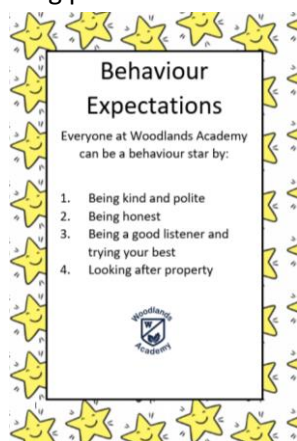 Behaviour
Expectations
Everyone at Woodlands Academy
can be a behaviour star by:
1. Being kind and polite
2. Being honest
3. Being a good listener and
trying your best
4. Looking after property
Woodlands
W
Academy